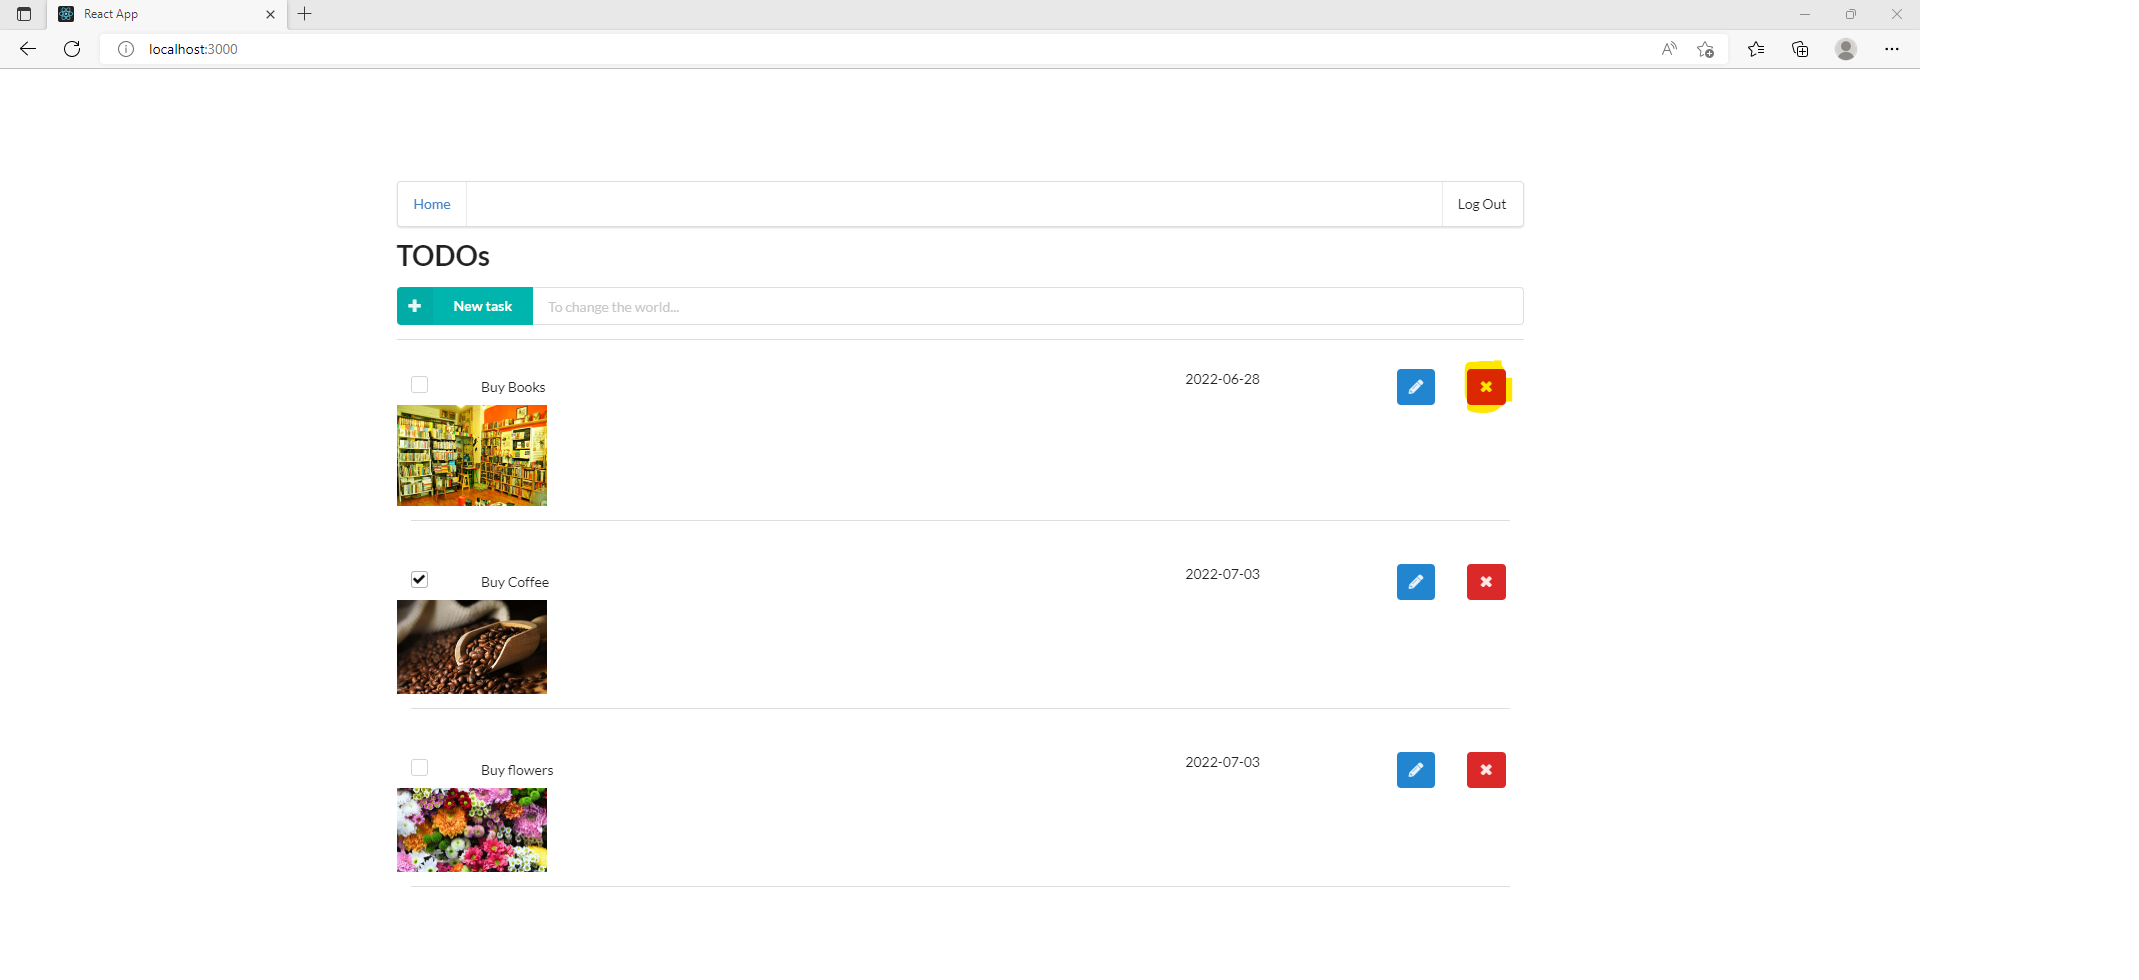 React App
localhost:3000
Home
Log Out
TODOs
New task
To change the world...
Buy Books
2022-06-28
Buy Coffee
2022-07-03
Buy flowers
2022-07-03